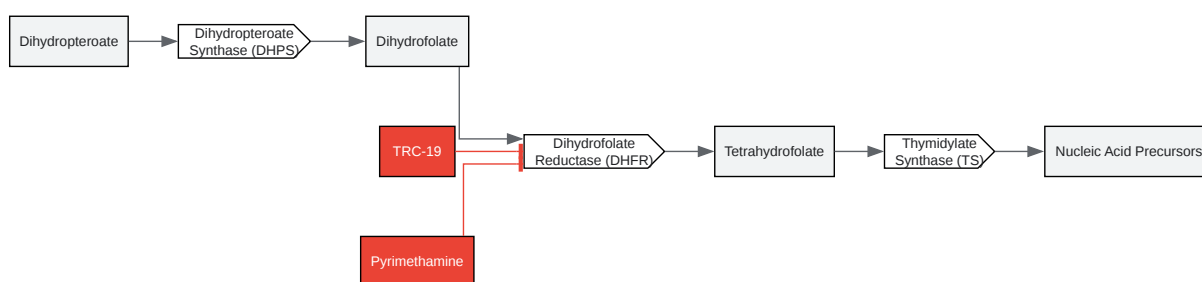 Dihydropteroate
Dihydropteroate
Synthase (DHPS)
Dihydrofolate
TRC-19
Dihydrofolate
Reductase (DHFR)
Tetrahydrofolate
Thymidylate
Synthase (TS)
Nucleic Acid Precursors
Pyrimethamine